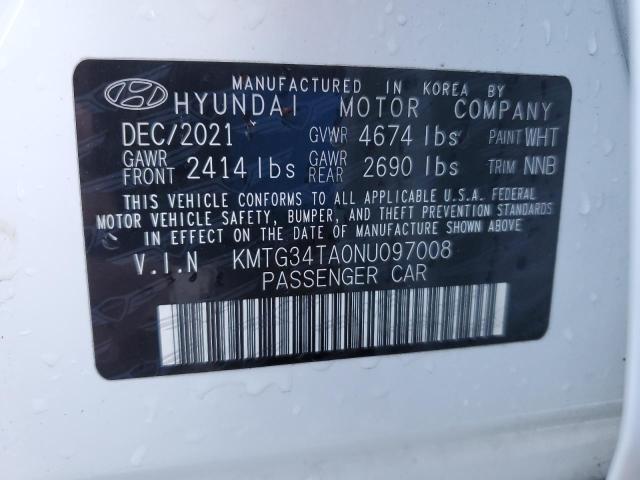 MANUFACTURED IN KOREA BY
HYUNDAI MOTOR COMPANY
DEC/2021 GVWR 4674 lbs PAINT WHT
GAWR FRONT 2414 lbs GAWR REAR 2690 lbs TRIM NNB
THIS VEHICLE CONFORMS TO ALL APPLICABLE U.S.A. FEDERAL
MOTOR VEHICLE SAFETY, BUMPER, AND THEFT PREVENTION STANDARDS
IN EFFECT ON THE DATE OF MANUFACTURE SHOWN ABOVE.
V.I.N KMTG34TA0NU097008
PASSENGER CAR